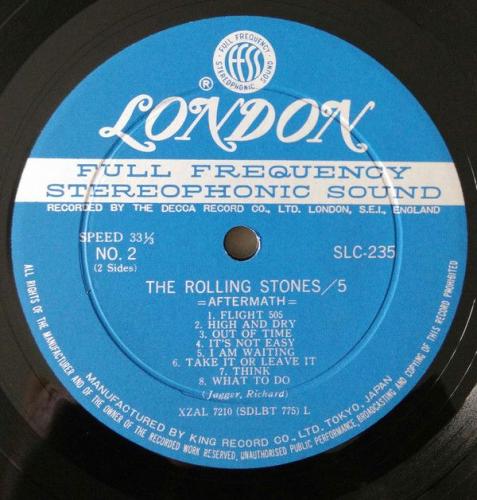 FULL FREQUENCY
FFSS
STEREOPHONIC SOUND
®
LONDON
FULL FREQUENCY
STEREOPHONIC SOUND
RECORDED BY THE DECCA RECORD CO., LTD. LONDON, S.E.I., ENGLAND
SPEED 33⅓
NO. 2
(2 Sides)
SLC-235
THE ROLLING STONES/5
=AFTERMATH=
1. FLIGHT 505
2. HIGH AND DRY
3. OUT OF TIME
4. IT'S NOT EASY
5. I AM WAITING
6. TAKE IT OR LEAVE IT
7. THINK
8. WHAT TO DO
(Jagger, Richard)
XZAL 7210 (SDLBT 775) L
MANUFACTURED BY KING RECORD CO., LTD. TOKYO, JAPAN
ALL RIGHTS OF THE MANUFACTURER AND OF THE OWNER OF THE RECORDED WORK RESERVED, UNAUTHORISED PUBLIC PERFORMANCE, BROADCASTING AND COPYING OF THIS RECORD PROHIBITED